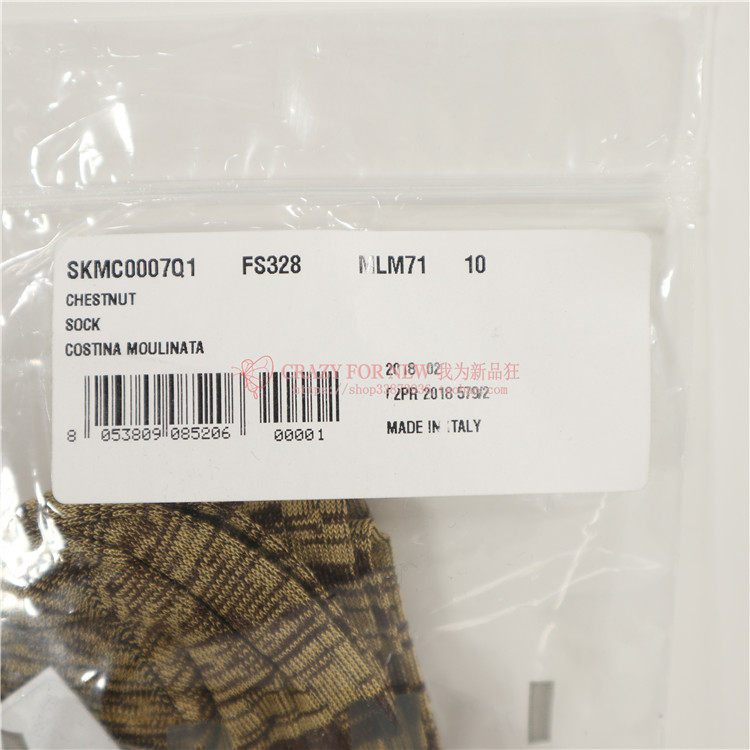 SKMC0007Q1 FS328 MLM71 10
CHESTNUT
SOCK
COSTINA MOULINATA
CRAZY FOR NEW 我为新品狂
2018 02
PZPR 2018 579/2
MADE IN ITALY
8 053809 085206 00001